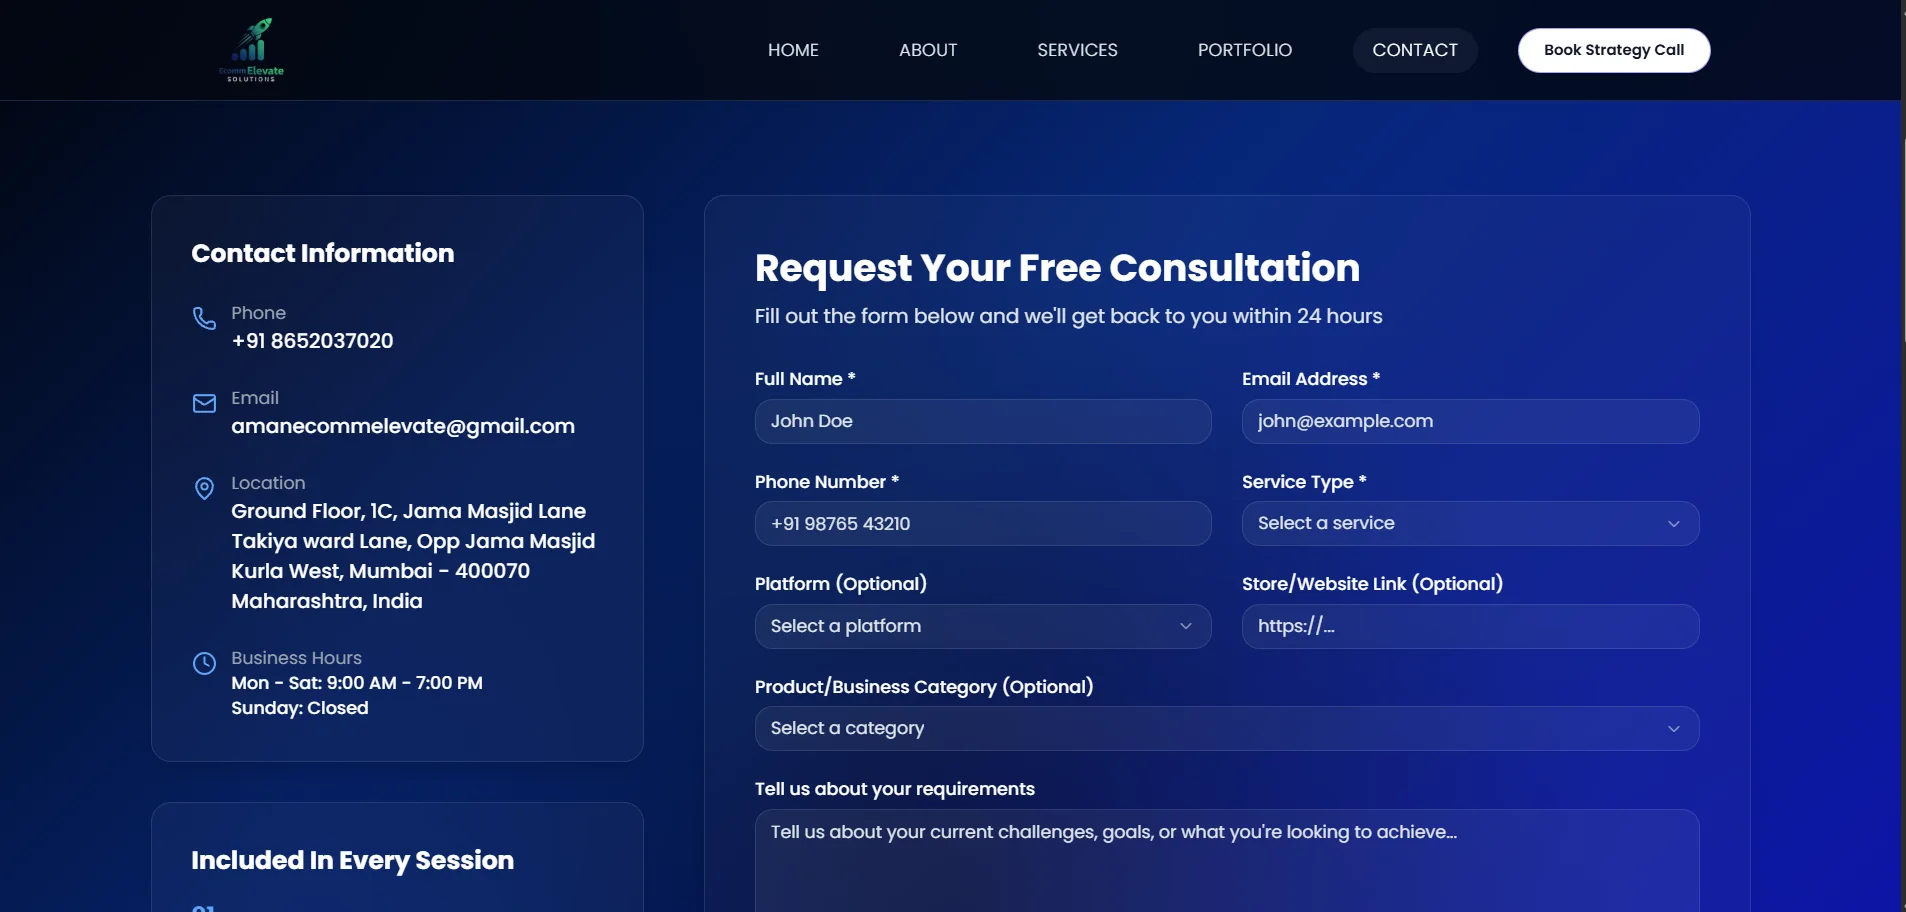 EcommElevate
SOLUTIONS
HOME
ABOUT
SERVICES
PORTFOLIO
CONTACT
Book Strategy Call
Contact Information
Phone
+91 8652037020
Email
amanecommelevate@gmail.com
Location
Ground Floor, 1C, Jama Masjid Lane
Takiya ward Lane, Opp Jama Masjid
Kurla West, Mumbai - 400070
Maharashtra, India
Business Hours
Mon - Sat: 9:00 AM - 7:00 PM
Sunday: Closed
Included In Every Session
01
Request Your Free Consultation
Fill out the form below and we'll get back to you within 24 hours
Full Name *
John Doe
Email Address *
john@example.com
Phone Number *
+91 98765 43210
Service Type *
Select a service
Platform (Optional)
Select a platform
Store/Website Link (Optional)
https://...
Product/Business Category (Optional)
Select a category
Tell us about your requirements
Tell us about your current challenges, goals, or what you're looking to achieve...